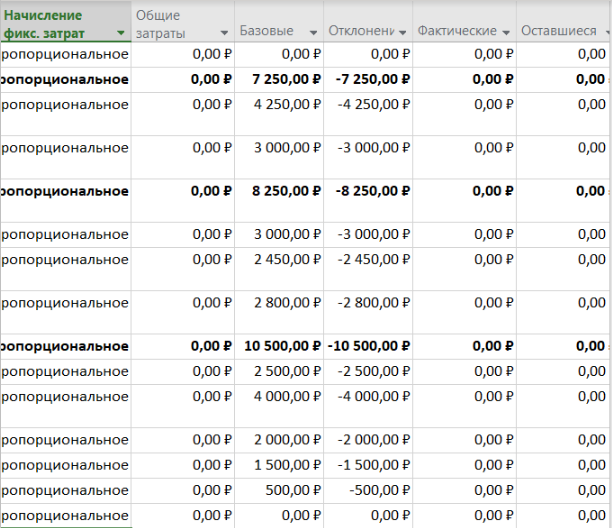 Начисление фикс. затрат Общие затраты Базовые Отклонени Фактические Оставшиеся
ропорциональное 0,00 ₽ 0,00 ₽ 0,00 ₽ 0,00 ₽ 0,00
ропорциональное 0,00 ₽ 7 250,00 ₽ -7 250,00 ₽ 0,00 ₽ 0,00
ропорциональное 0,00 ₽ 4 250,00 ₽ -4 250,00 ₽ 0,00 ₽ 0,00
ропорциональное 0,00 ₽ 3 000,00 ₽ -3 000,00 ₽ 0,00 ₽ 0,00
ропорциональное 0,00 ₽ 8 250,00 ₽ -8 250,00 ₽ 0,00 ₽ 0,00
ропорциональное 0,00 ₽ 3 000,00 ₽ -3 000,00 ₽ 0,00 ₽ 0,00
ропорциональное 0,00 ₽ 2 450,00 ₽ -2 450,00 ₽ 0,00 ₽ 0,00
ропорциональное 0,00 ₽ 2 800,00 ₽ -2 800,00 ₽ 0,00 ₽ 0,00
ропорциональное 0,00 ₽ 10 500,00 ₽ -10 500,00 ₽ 0,00 ₽ 0,00
ропорциональное 0,00 ₽ 2 500,00 ₽ -2 500,00 ₽ 0,00 ₽ 0,00
ропорциональное 0,00 ₽ 4 000,00 ₽ -4 000,00 ₽ 0,00 ₽ 0,00
ропорциональное 0,00 ₽ 2 000,00 ₽ -2 000,00 ₽ 0,00 ₽ 0,00
ропорциональное 0,00 ₽ 1 500,00 ₽ -1 500,00 ₽ 0,00 ₽ 0,00
ропорциональное 0,00 ₽ 500,00 ₽ -500,00 ₽ 0,00 ₽ 0,00
ропорциональное 0,00 ₽ 0,00 ₽ 0,00 ₽ 0,00 ₽ 0,00